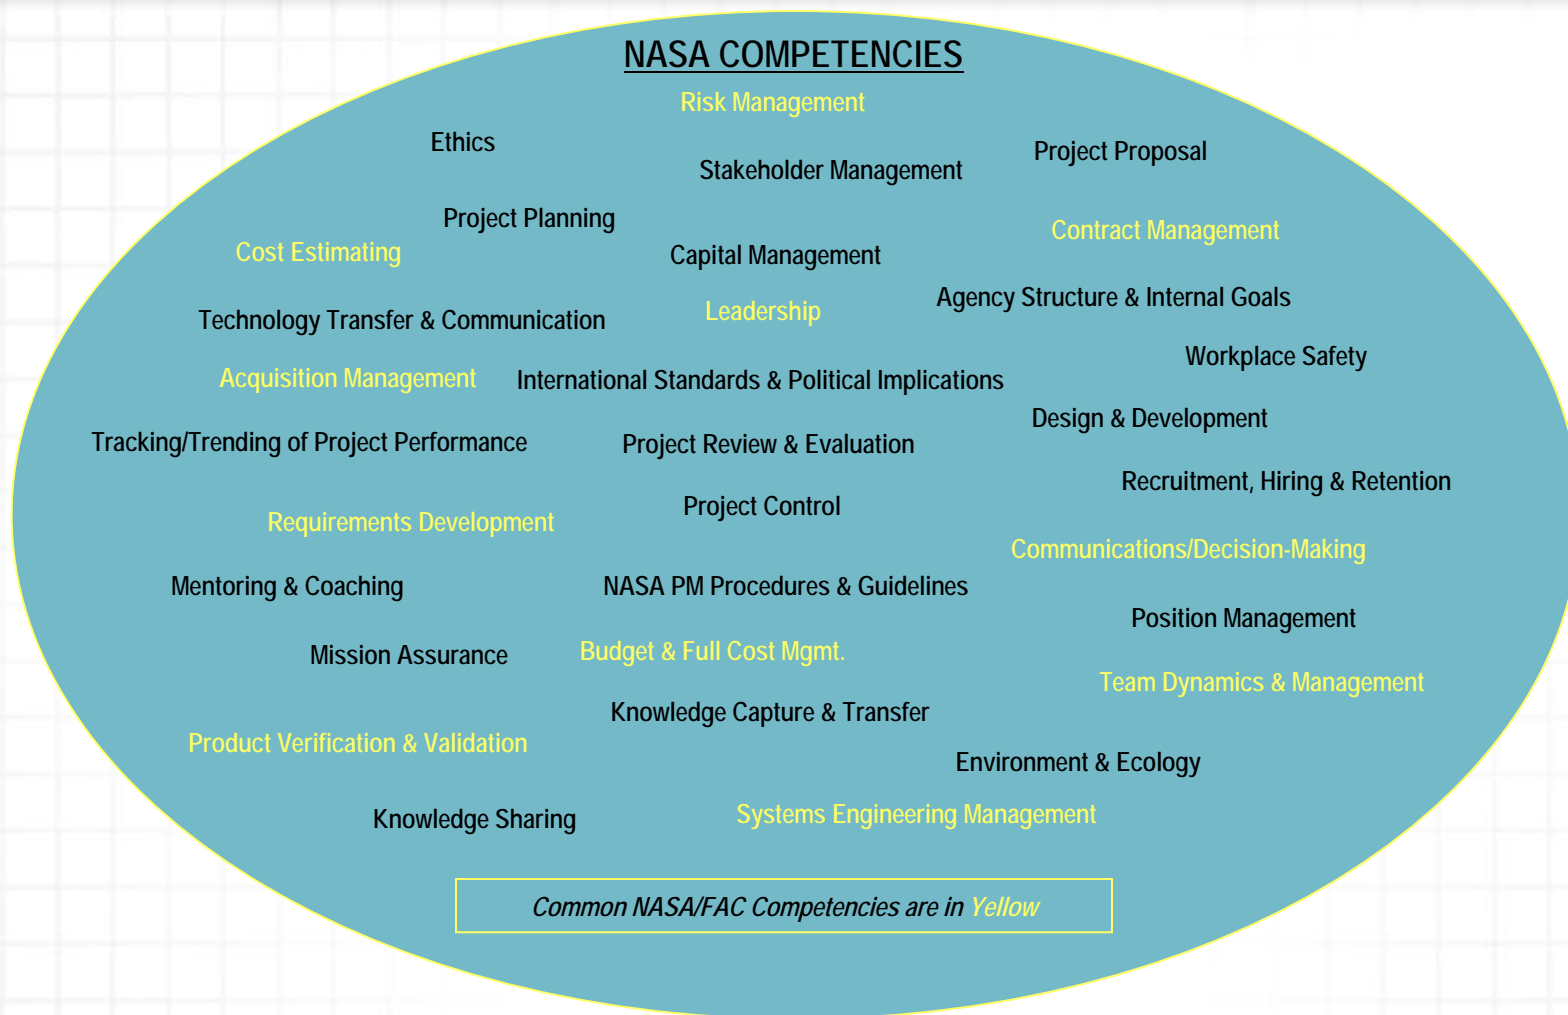 NASA COMPETENCIES
Risk Management
Ethics
Project Proposal
Stakeholder Management
Project Planning
Contract Management
Cost Estimating
Capital Management
Agency Structure & Internal Goals
Leadership
Technology Transfer & Communication
Workplace Safety
Acquisition Management
International Standards & Political Implications
Design & Development
Tracking/Trending of Project Performance
Project Review & Evaluation
Recruitment, Hiring & Retention
Project Control
Requirements Development
Communications/Decision-Making
Mentoring & Coaching
NASA PM Procedures & Guidelines
Position Management
Mission Assurance
Budget & Full Cost Mgmt.
Team Dynamics & Management
Knowledge Capture & Transfer
Product Verification & Validation
Environment & Ecology
Knowledge Sharing
Systems Engineering Management
Common NASA/FAC Competencies are in Yellow